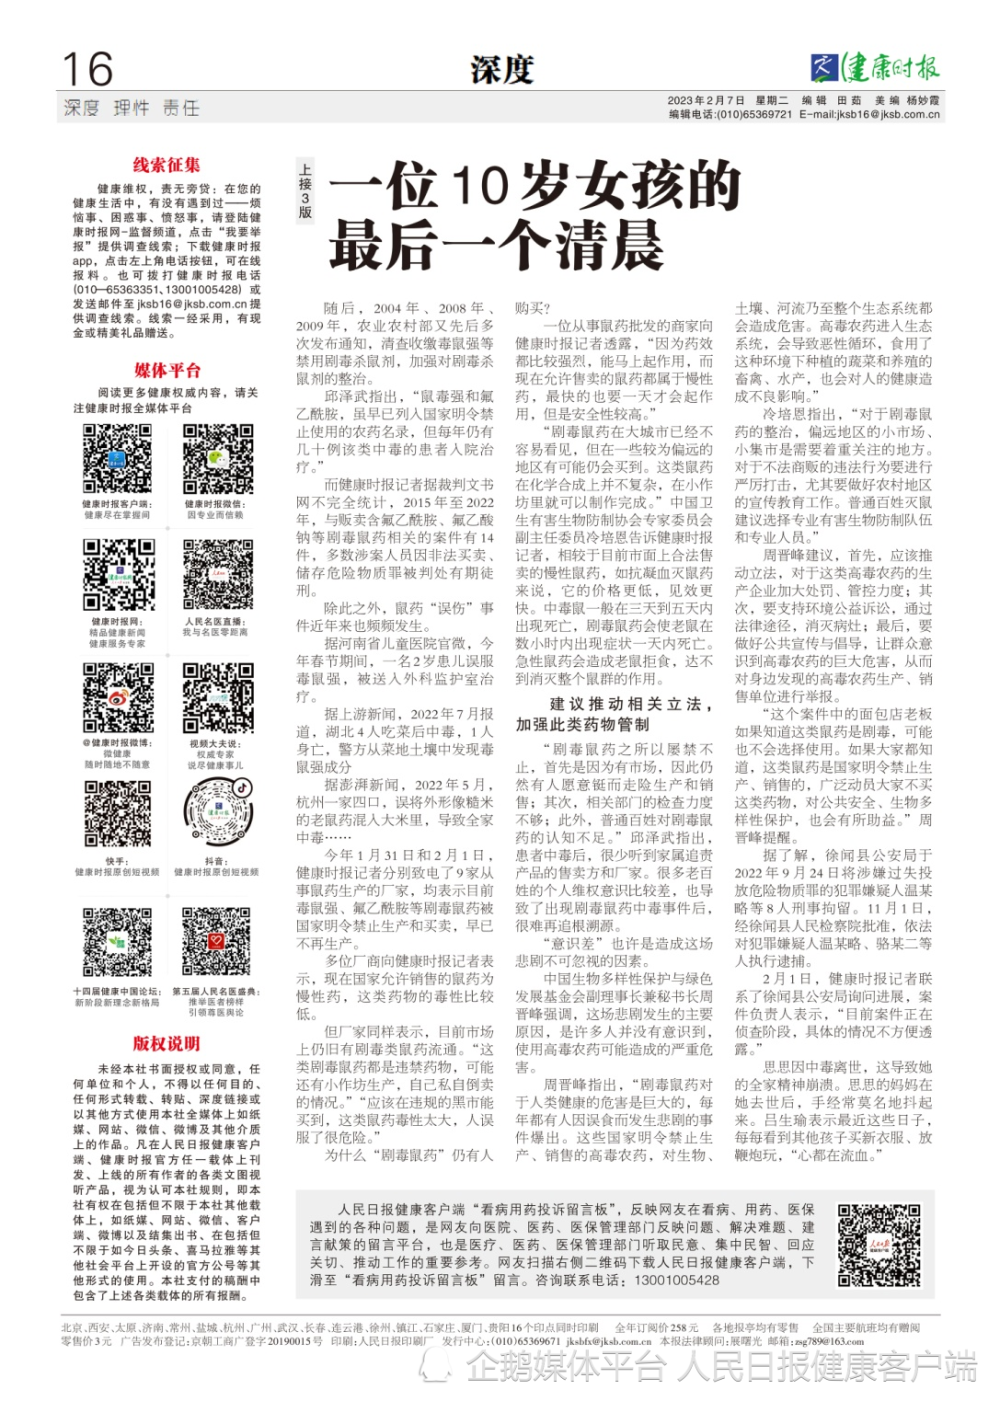 16
深度
健康时报
深度 理性 责任
2023年2月7日 星期二 编辑 田茹 美编 杨妙霞
编辑电话:(010)65369721 E-mail:jksb16@jksb.com.cn
线索征集
健康维权，责无旁贷：在您的
健康生活中，有没有遇到过——烦
恼事、困惑事、愤怒事，请登陆健
康时报网-监督频道，点击“我要举
报”提供调查线索；下载健康时报
app，点击左上角电话按钮，可在线
报料。也可拨打健康时报电话
(010—65363351、13001005428）或
发送邮件至jksb16@jksb.com.cn提
供调查线索。线索一经采用，有现
金或精美礼品赠送。
媒体平台
阅读更多健康权威内容，请关
注健康时报全媒体平台
健康时报客户端：
健康尽在掌握间
健康时报微信：
因专业而信赖
健康时报网：
精品健康新闻
健康服务专家
人民名医直播：
我与名医零距离
@健康时报微博：
微健康
随时随地不随意
视频大夫说：
权威专家
说尽健康事儿
快手：
健康时报原创短视频
抖音：
健康时报原创短视频
十四届健康中国论坛：
新阶段新理念新格局
第五届人民名医盛典：
推举医者榜样
引领尊医舆论
版权说明
未经本社书面授权或同意，任
何单位和个人，不得以任何目的、
任何形式转载、转贴、深度链接或
以其他方式使用本社全媒体上如纸
媒、网站、微信、微博及其他介质
上的作品。凡在人民日报健康客户
端、健康时报官方任一载体上刊
发、上线的所有作者的各类文图视
听产品，视为认可本社规则，即本
社有权在包括但不限于本社其他载
体上，如纸媒、网站、微信、客户
端、微博以及结集出书、在包括但
不限于如今日头条、喜马拉雅等其
他社会平台上开设的官方公号等其
他形式的使用。本社支付的稿酬中
包含了上述各类载体的所有报酬。
上接3版
一位10岁女孩的
最后一个清晨
随后，2004年、2008年、
2009年，农业农村部又先后多
次发布通知，清查收缴毒鼠强等
禁用剧毒杀鼠剂，加强对剧毒杀
鼠剂的整治。
邱泽武指出，“鼠毒强和氟
乙酰胺，虽早已列入国家明令禁
止使用的农药名录，但每年仍有
几十例该类中毒的患者入院治
疗。”
而健康时报记者据裁判文书
网不完全统计，2015年至2022
年，与贩卖含氟乙酰胺、氟乙酸
钠等剧毒鼠药相关的案件有14
件，多数涉案人员因非法买卖、
储存危险物质罪被判处有期徒
刑。
除此之外，鼠药“误伤”事
件近年来也频频发生。
据河南省儿童医院官微，今
年春节期间，一名2岁患儿误服
毒鼠强，被送入外科监护室治
疗。
据上游新闻，2022年7月报
道，湖北4人吃菜后中毒，1人
身亡，警方从菜地土壤中发现毒
鼠强成分
据澎湃新闻，2022年5月，
杭州一家四口，误将外形像糙米
的老鼠药混入大米里，导致全家
中毒……
今年1月31日和2月1日，
健康时报记者分别致电了9家从
事鼠药生产的厂家，均表示目前
毒鼠强、氟乙酰胺等剧毒鼠药被
国家明令禁止生产和买卖，早已
不再生产。
多位厂商向健康时报记者表
示，现在国家允许销售的鼠药为
慢性药，这类药物的毒性比较
低。
但厂家同样表示，目前市场
上仍旧有剧毒类鼠药流通。“这
类剧毒鼠药都是违禁药物，可能
还有小作坊生产，自己私自倒卖
的情况。”“应该在违规的黑市能
买到，这类鼠药毒性太大，人误
服了很危险。”
为什么“剧毒鼠药”仍有人
购买?
一位从事鼠药批发的商家向
健康时报记者透露，“因为药效
都比较强烈，能马上起作用，而
现在允许售卖的鼠药都属于慢性
药，最快的也要一天才会起作
用，但是安全性较高。”
“剧毒鼠药在大城市已经不
容易看见，但在一些较为偏远的
地区有可能仍会买到。这类鼠药
在化学合成上并不复杂，在小作
坊里就可以制作完成。”中国卫
生有害生物防制协会专家委员会
副主任委员冷培恩告诉健康时报
记者，相较于目前市面上合法售
卖的慢性鼠药，如抗凝血灭鼠药
来说，它的价格更低，见效更
快。中毒鼠一般在三天到五天内
出现死亡，剧毒鼠药会使老鼠在
数小时内出现症状一天内死亡。
急性鼠药会造成老鼠拒食，达不
到消灭整个鼠群的作用。
建议推动相关立法，
加强此类药物管制
“剧毒鼠药之所以屡禁不
止，首先是因为有市场，因此仍
然有人愿意铤而走险生产和销
售；其次，相关部门的检查力度
不够；此外，普通百姓对剧毒鼠
药的认知不足。”邱泽武指出，
患者中毒后，很少听到家属追责
产品的售卖方和厂家。很多老百
姓的个人维权意识比较差，也导
致了出现剧毒鼠药中毒事件后，
很难再追根溯源。
“意识差”也许是造成这场
悲剧不可忽视的因素。
中国生物多样性保护与绿色
发展基金会副理事长兼秘书长周
晋峰强调，这场悲剧发生的主要
原因，是许多人并没有意识到，
使用高毒农药可能造成的严重危
害。
周晋峰指出，“剧毒鼠药对
于人类健康的危害是巨大的，每
年都有人因误食而发生悲剧的事
件爆出。这些国家明令禁止生
产、销售的高毒农药，对生物、
土壤、河流乃至整个生态系统都
会造成危害。高毒农药进入生态
系统，会导致恶性循环，食用了
这种环境下种植的蔬菜和养殖的
畜禽、水产，也会对人的健康造
成不良影响。”
冷培恩指出，“对于剧毒鼠
药的整治，偏远地区的小市场、
小集市是需要着重关注的地方。
对于不法商贩的违法行为要进行
严厉打击，尤其要做好农村地区
的宣传教育工作。普通百姓灭鼠
建议选择专业有害生物防制队伍
和专业人员。”
周晋峰建议，首先，应该推
动立法，对于这类高毒农药的生
产企业加大处罚、管控力度；其
次，要支持环境公益诉讼，通过
法律途径，消灭病灶；最后，要
做好公共宣传与倡导，让群众意
识到高毒农药的巨大危害，从而
对身边发现的高毒农药生产、销
售单位进行举报。
“这个案件中的面包店老板
如果知道这类鼠药是剧毒，可能
也不会选择使用。如果大家都知
道，这类鼠药是国家明令禁止生
产、销售的，广泛动员大家不买
这类药物，对公共安全、生物多
样性保护，也会有所助益。”周
晋峰提醒。
据了解，徐闻县公安局于
2022年9月24日将涉嫌过失投
放危险物质罪的犯罪嫌疑人温某
略等8人刑事拘留。11月1日，
经徐闻县人民检察院批准，依法
对犯罪嫌疑人温某略、骆某二等
人执行逮捕。
2月1日，健康时报记者联
系了徐闻县公安局询问进展，案
件负责人表示，“目前案件正在
侦查阶段，具体的情况不方便透
露。”
思思因中毒离世，这导致她
的全家精神崩溃。思思的妈妈在
她去世后，手经常莫名地抖起
来。吕生瑜表示最近这些日子，
每每看到其他孩子买新衣服、放
鞭炮玩，“心都在流血。”
人民日报健康客户端“看病用药投诉留言板”，反映网友在看病、用药、医保
遇到的各种问题，是网友向医院、医药、医保管理部门反映问题、解决难题、建
言献策的留言平台，也是医疗、医药、医保管理部门听取民意、集中民智、回应
关切、推动工作的重要参考。网友扫描右侧二维码下载人民日报健康客户端，下
滑至“看病用药投诉留言板”留言。咨询联系电话：13001005428
北京、西安、太原、济南、常州、盐城、杭州、广州、武汉、长春、连云港、徐州、镇江、石家庄、厦门、贵阳16个印点同时印刷 全年订阅价258元 各地报亭均有零售 全国主要航班均有赠阅
零售价3元 广告发布登记：京朝工商广登字20190015号 印刷：人民日报印刷厂 发行中心：(010)65369671 jksbfx@jksb.com.cn 本报法律顾问：展曙光 邮箱：zsg789@163.com
企鹅媒体平台 人民日报健康客户端